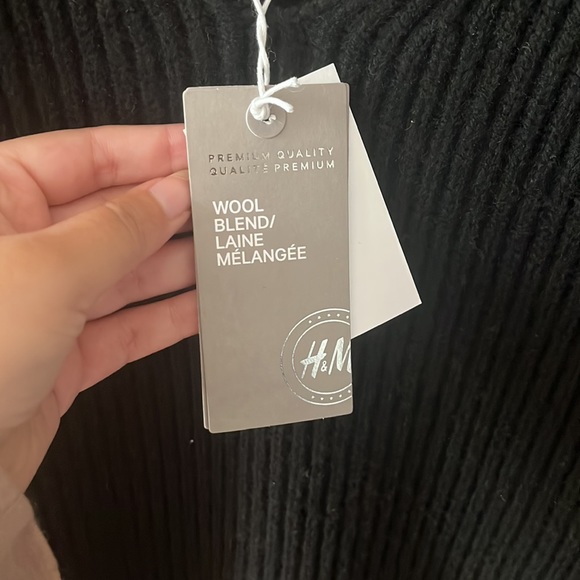 PREMIUM QUALITY
QUALITÉ PREMIUM
WOOL
BLEND/
LAINE
MÉLANGÉE
H&M